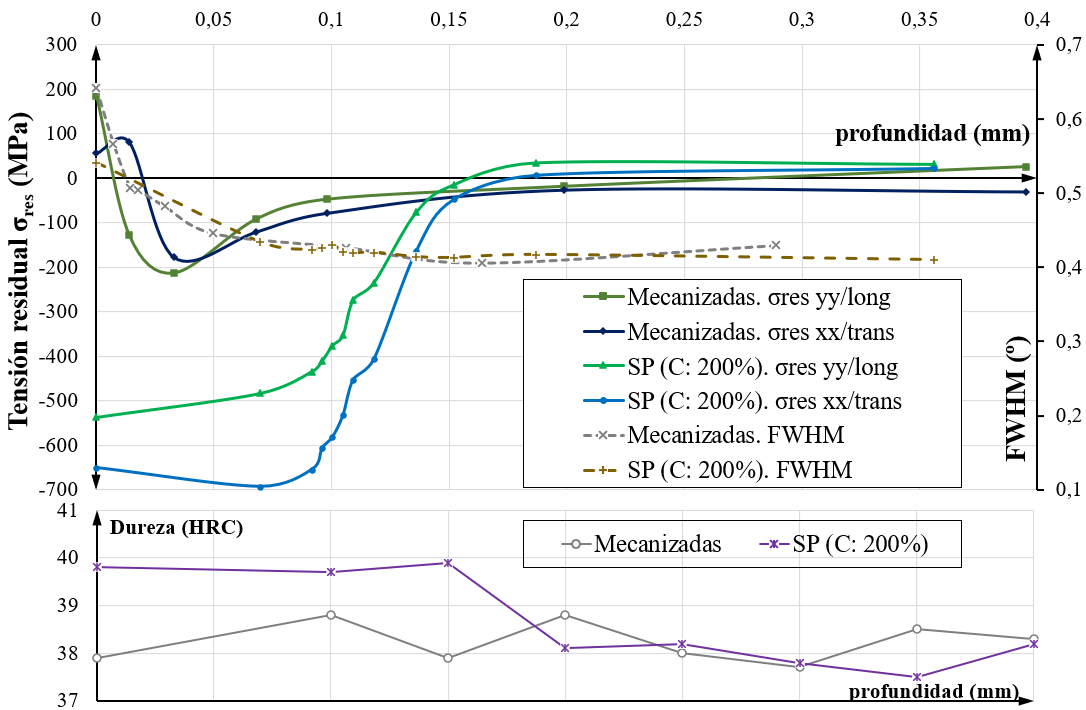 0 0,05 0,1 0,15 0,2 0,25 0,3 0,35 0,4
300 0,7
200
100 0,6
profundidad (mm)
0 0,5
-100
-200 0,4
-300 0,3
-400 0,2
-500
-600
-700 0,1
Tensión residual σres (MPa)
FWHM (º)
Mecanizadas. σres yy/long
Mecanizadas. σres xx/trans
SP (C: 200%). σres yy/long
SP (C: 200%). σres xx/trans
Mecanizadas. FWHM
SP (C: 200%). FWHM
41
Dureza (HRC)
Mecanizadas SP (C: 200%)
40
39
38
37
profundidad (mm)